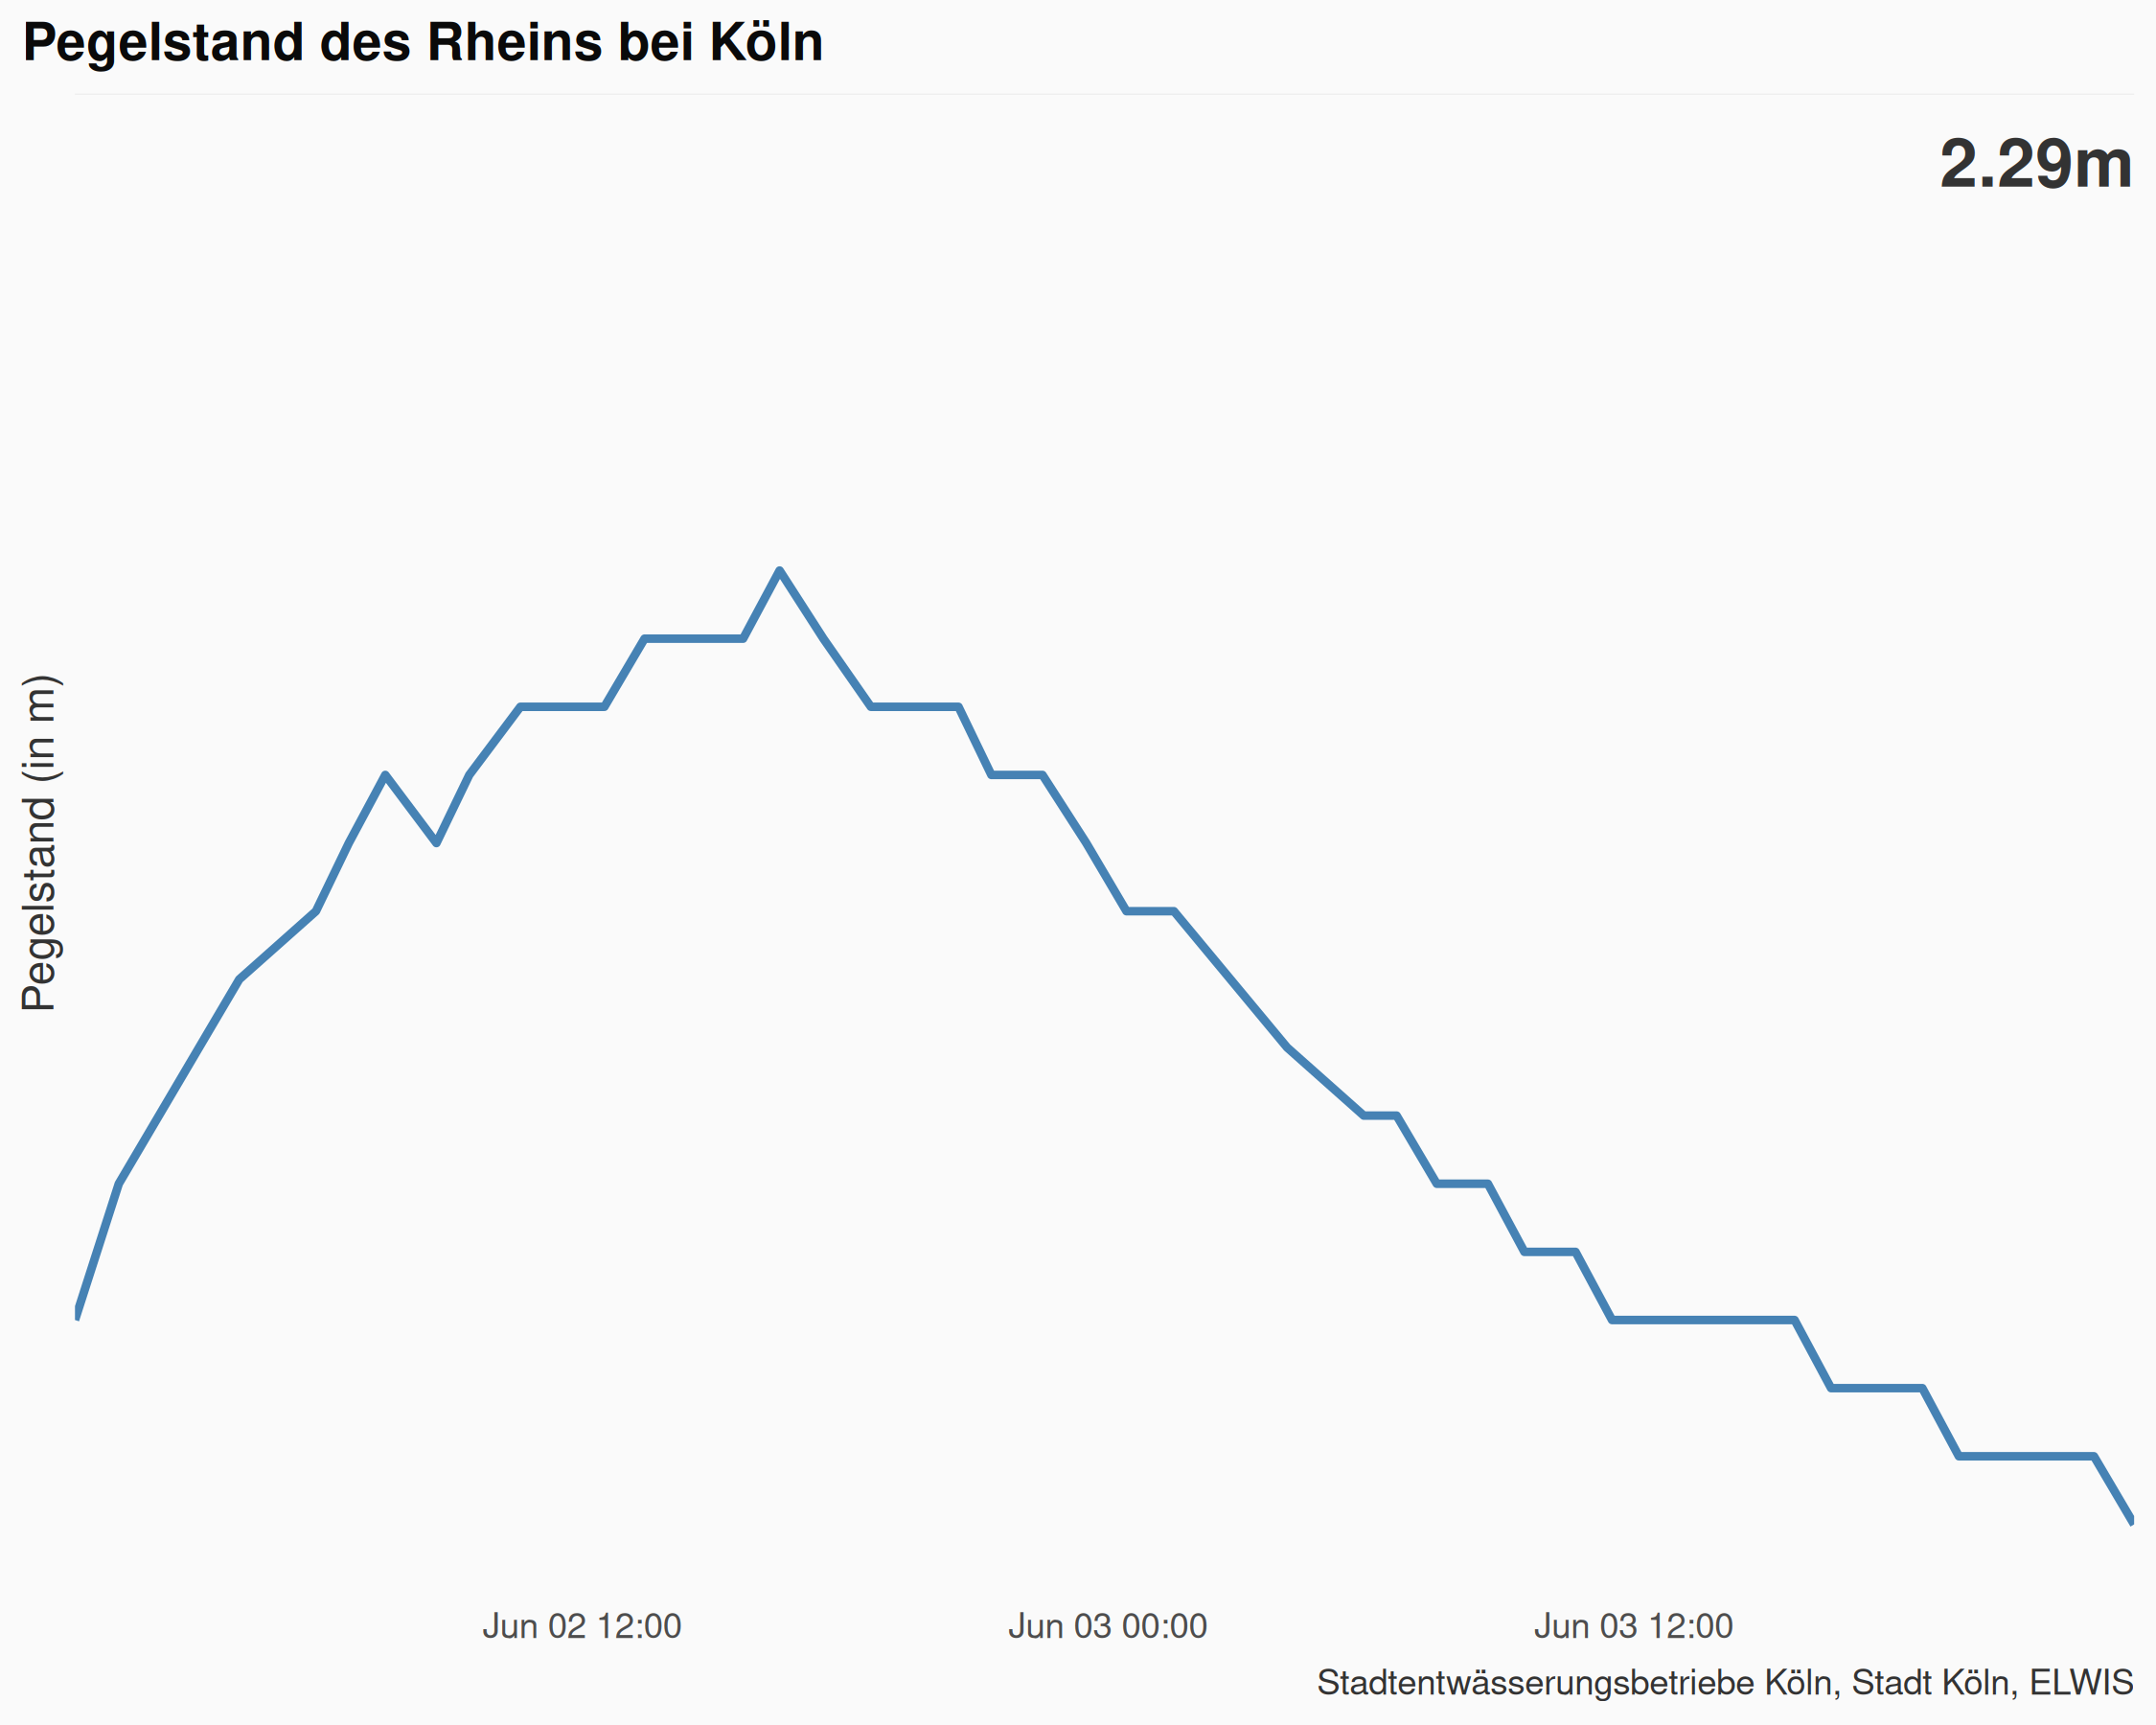 Pegelstand des Rheins bei Köln
2.29m
Pegelstand (in m)
Jun 02 12:00
Jun 03 00:00
Jun 03 12:00
Stadtentwässerungsbetriebe Köln, Stadt Köln, ELWIS